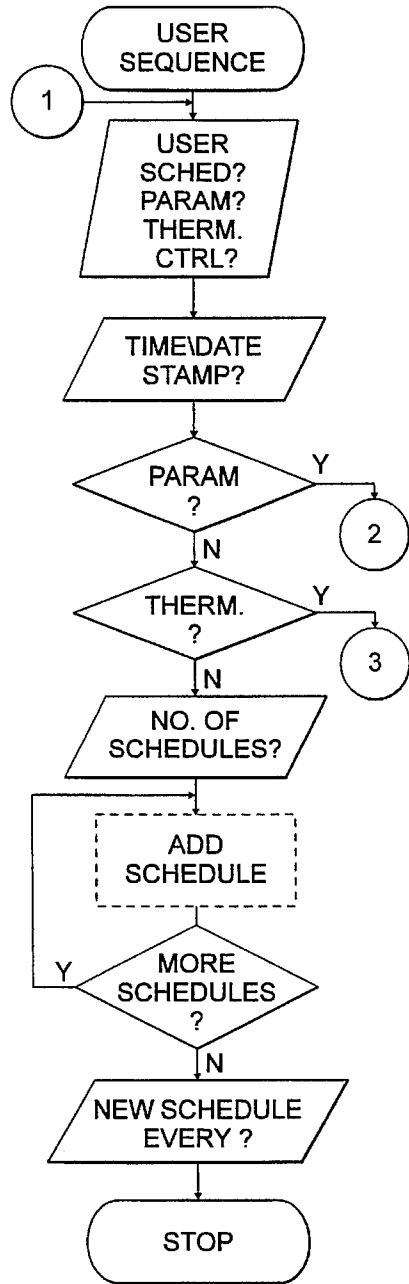 USER
SEQUENCE
1
USER
SCHED?
PARAM?
THERM.
CTRL?
TIME\DATE
STAMP?
PARAM
?
Y
2
N
THERM.
?
Y
3
N
NO. OF
SCHEDULES?
ADD
SCHEDULE
Y
MORE
SCHEDULES
?
N
NEW SCHEDULE
EVERY ?
STOP